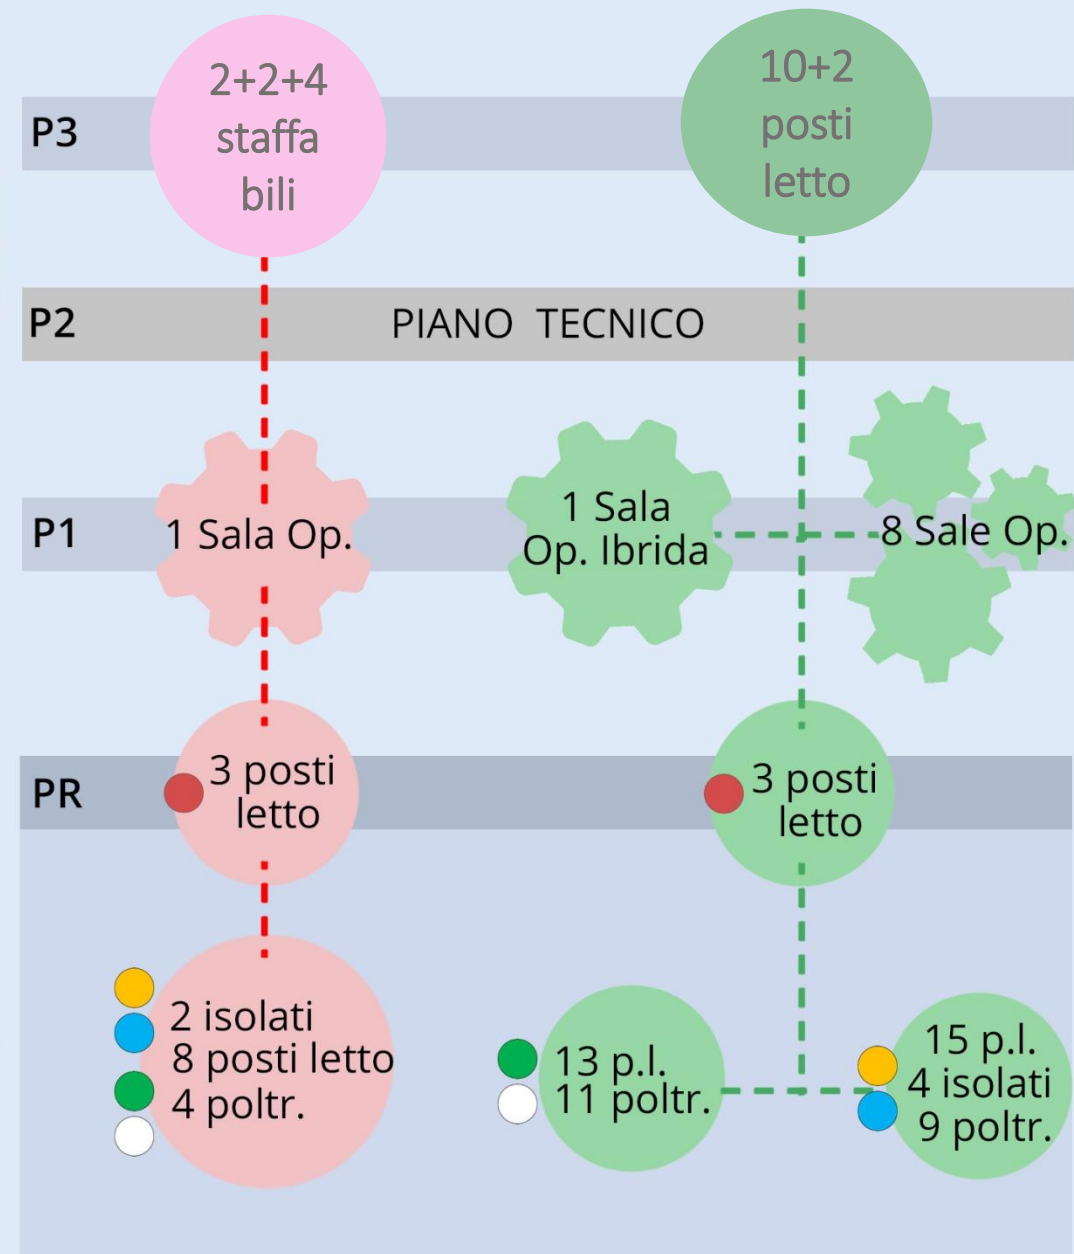 P3
2+2+4
staffa
bili
10+2
posti
letto
P2
PIANO TECNICO
P1
1 Sala Op.
1 Sala
Op. Ibrida
8 Sale Op.
PR
3 posti
letto
3 posti
letto
2 isolati
8 posti letto
4 poltr.
13 p.l.
11 poltr.
15 p.l.
4 isolati
9 poltr.